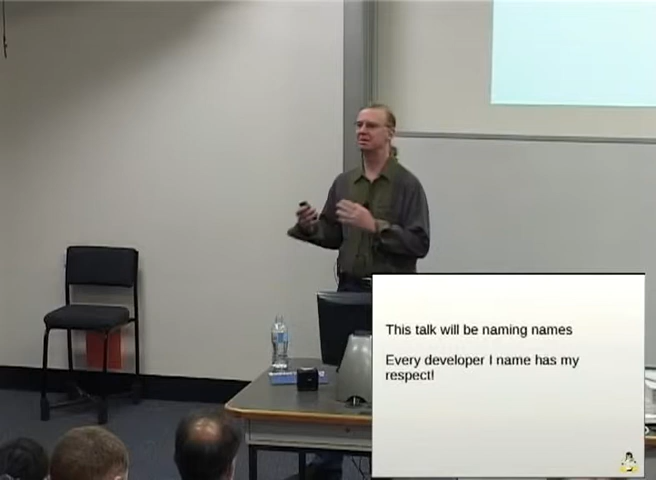 This talk will be naming names
Every developer I name has my
respect!